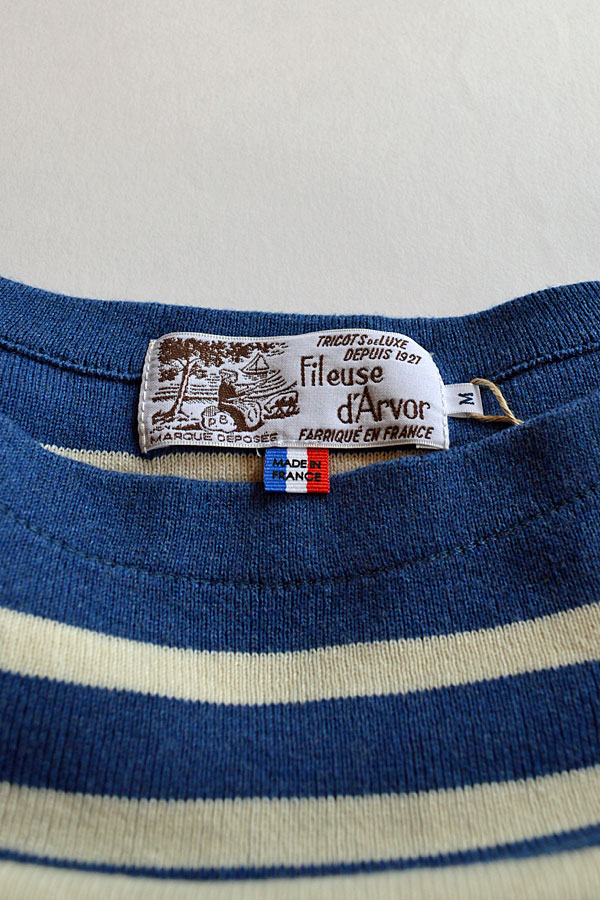 TRICOTS DE LUXE
DEPUIS 1927
Fileuse
d'Arvor
P.B
MARQUE DÉPOSÉE
FABRIQUÉ EN FRANCE
M
MADE IN
FRANCE